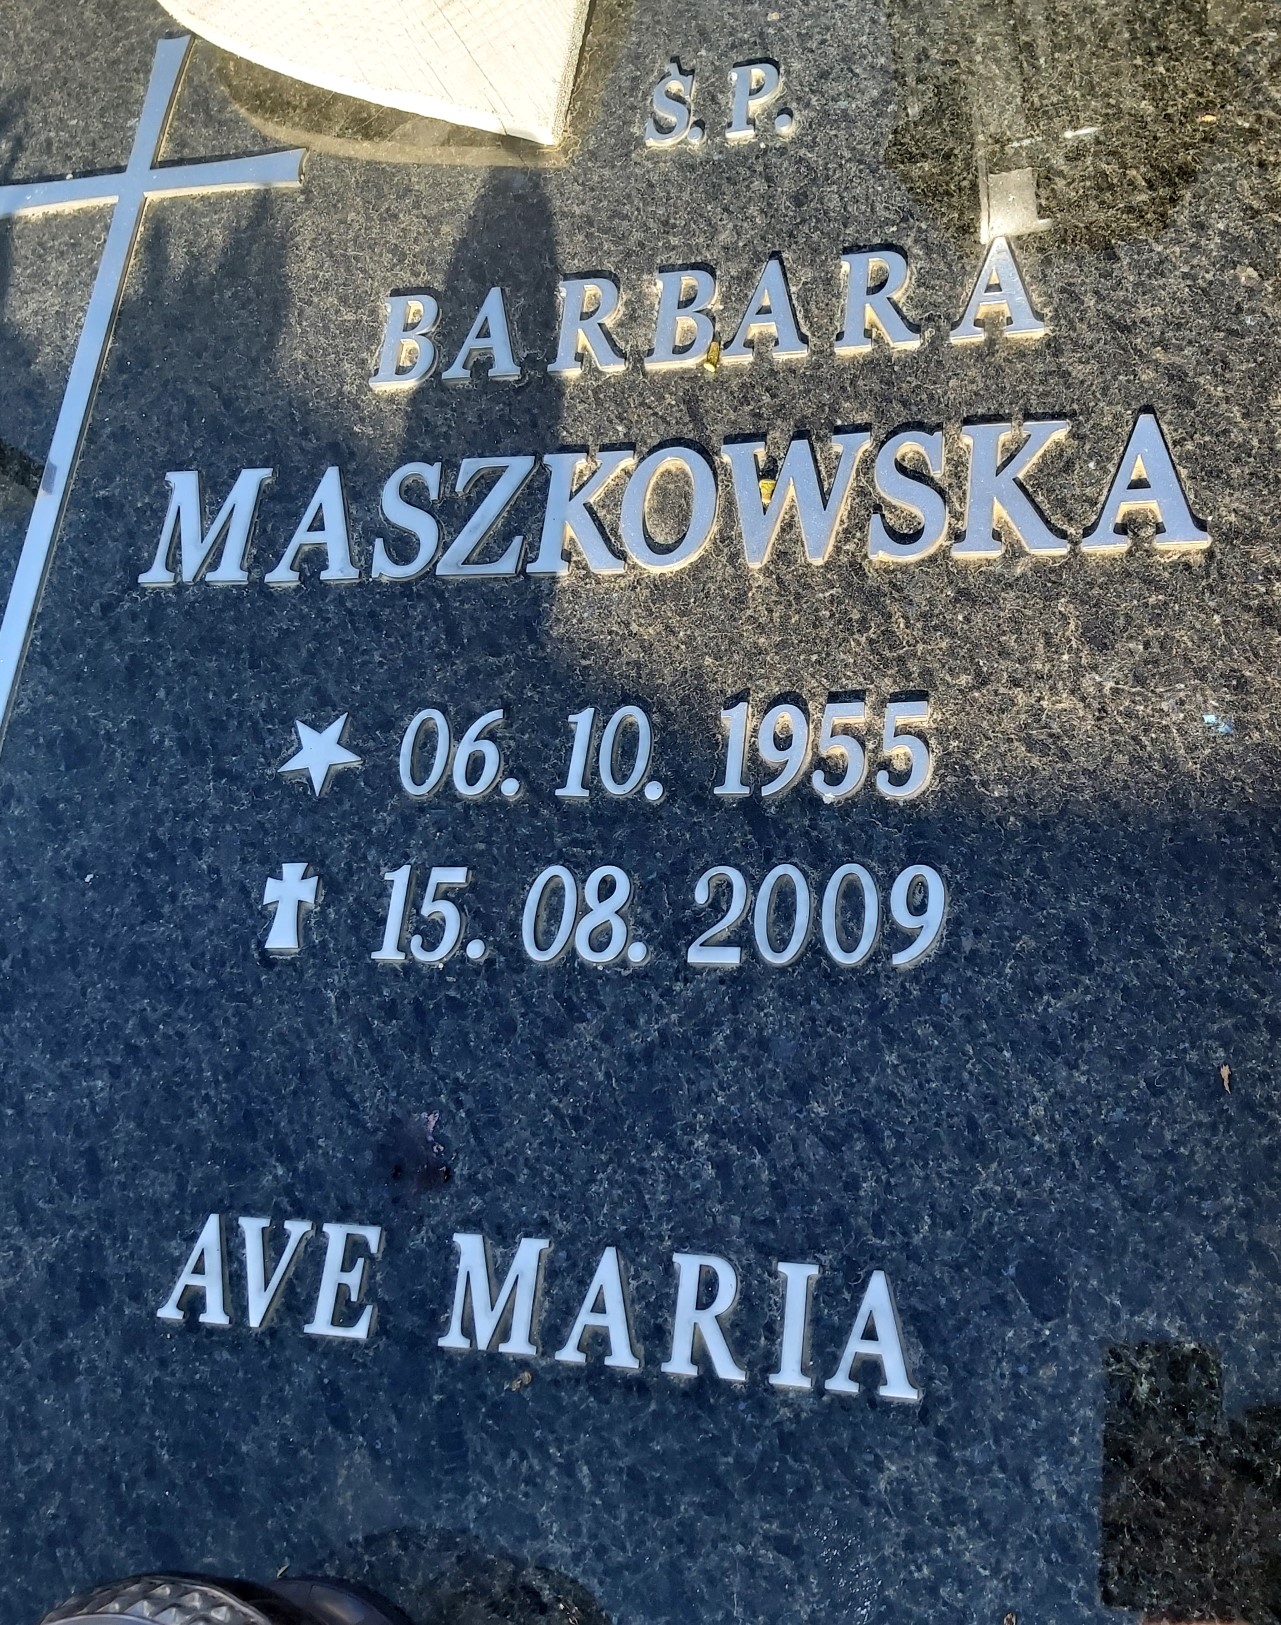 Ś.P.
BARBARA
MASZKOWSKA
★ 06. 10. 1955
✝ 15. 08. 2009
AVE MARIA